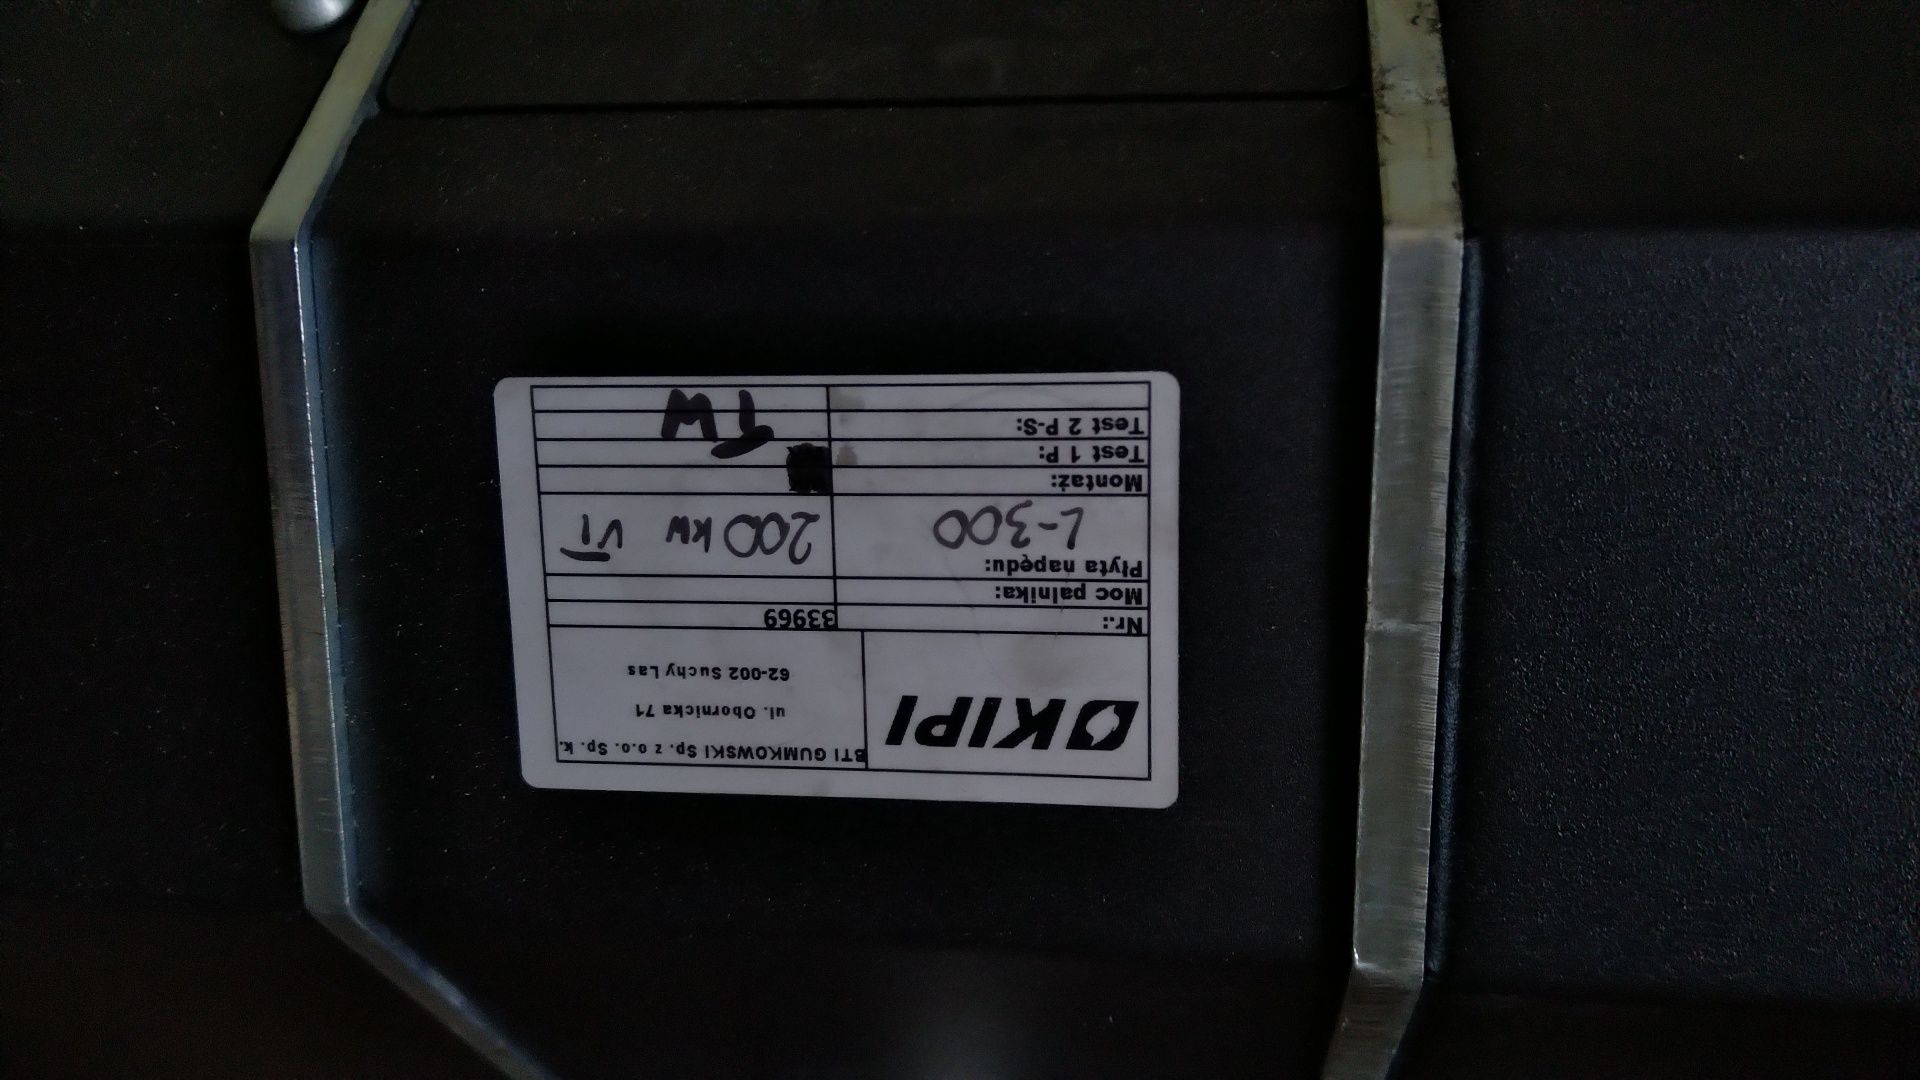 KIPI
BTI GUMKOWSKI Sp. z o.o. Sp. k.
ul. Obornicka 71
62-002 Suchy Las
Nr.: 33969
Moc palnika:
Płyta napędu:
L-300 200 kW VT
Montaż:
Test 1 P:
Test 2 P-S:
TW